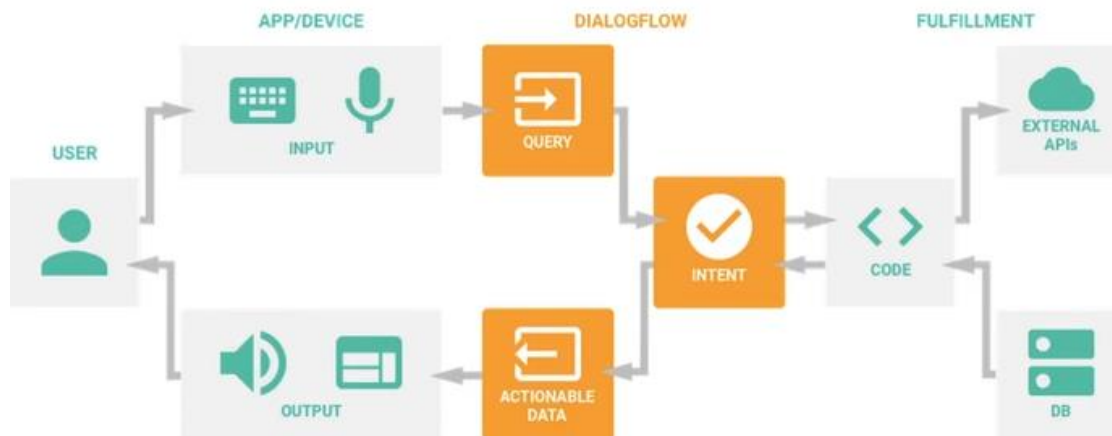 APP/DEVICE
DIALOGFLOW
FULFILLMENT
INPUT
QUERY
EXTERNAL
APIs
USER
INTENT
CODE
OUTPUT
ACTIONABLE
DATA
DB